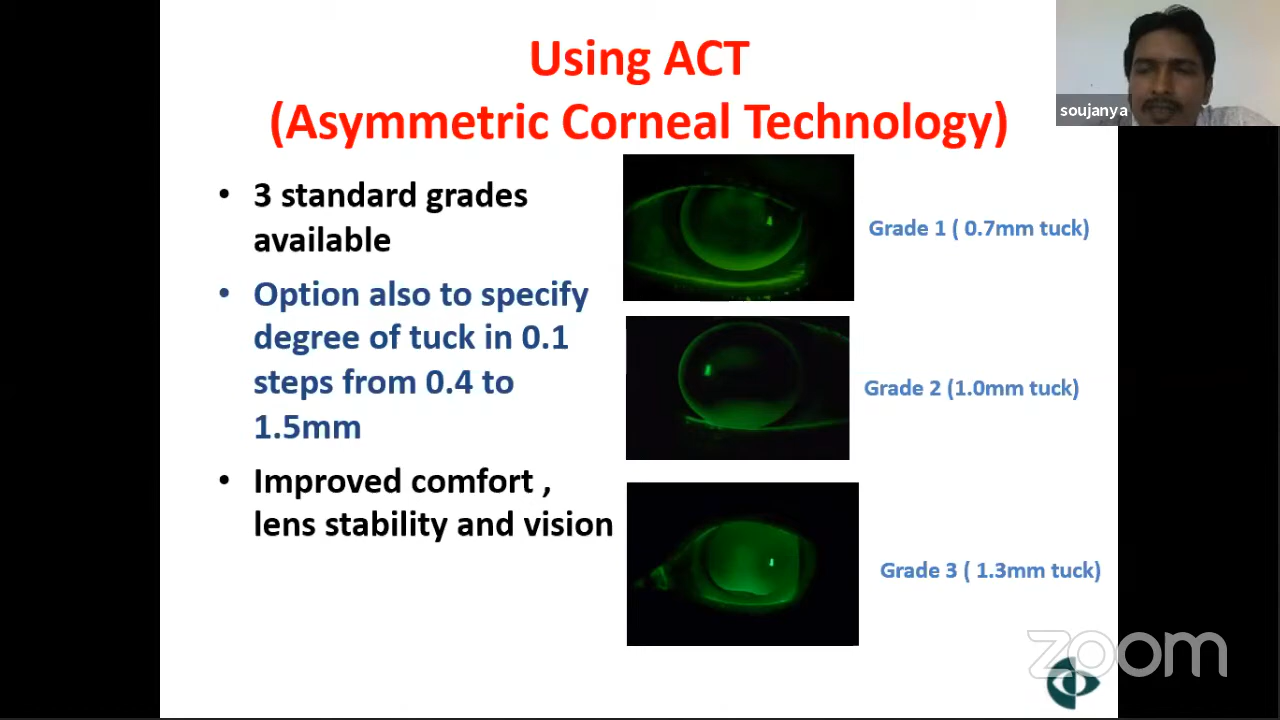 Using ACT
(Asymmetric Corneal Technology)
soujanya
• 3 standard grades
available
• Option also to specify
degree of tuck in 0.1
steps from 0.4 to
1.5mm
• Improved comfort ,
lens stability and vision
Grade 1 ( 0.7mm tuck)
Grade 2 (1.0mm tuck)
Grade 3 ( 1.3mm tuck)
zoom